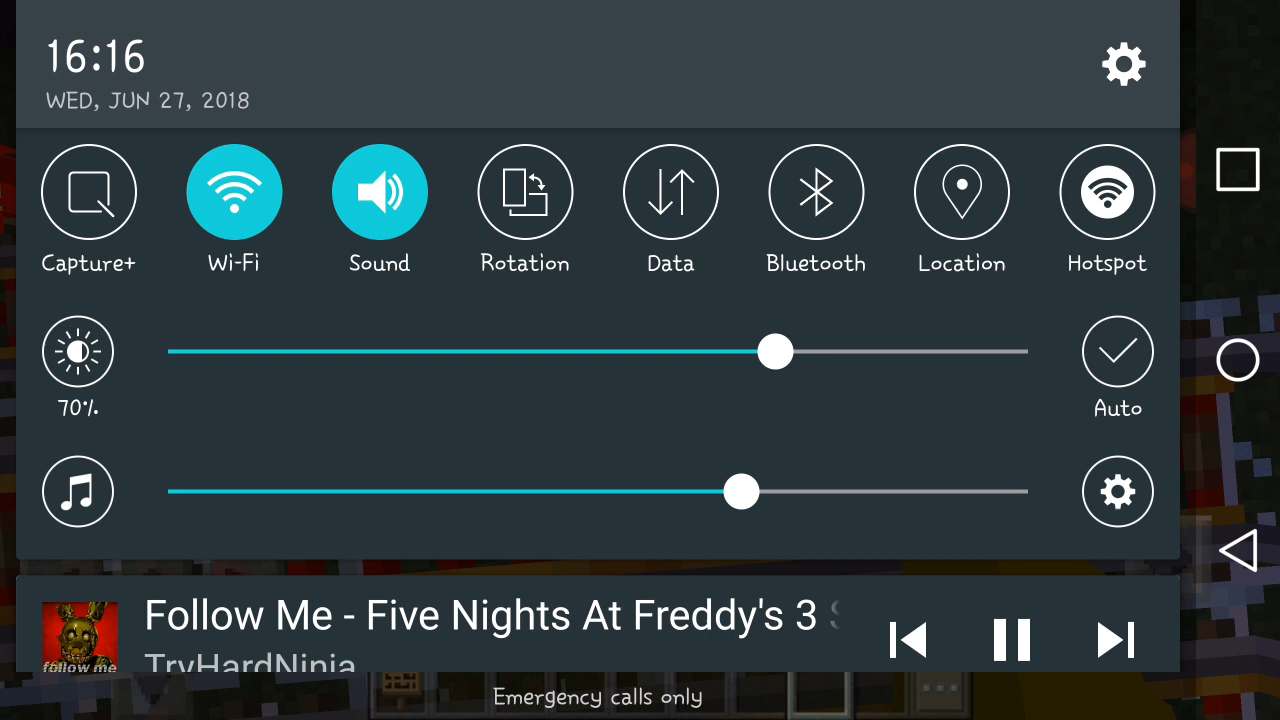 16:16
WED, JUN 27, 2018
Capture+ Wi-Fi Sound Rotation Data Bluetooth Location Hotspot
70% Auto
Follow Me - Five Nights At Freddy's 3
follow me
TryHardNinja
Emergency calls only